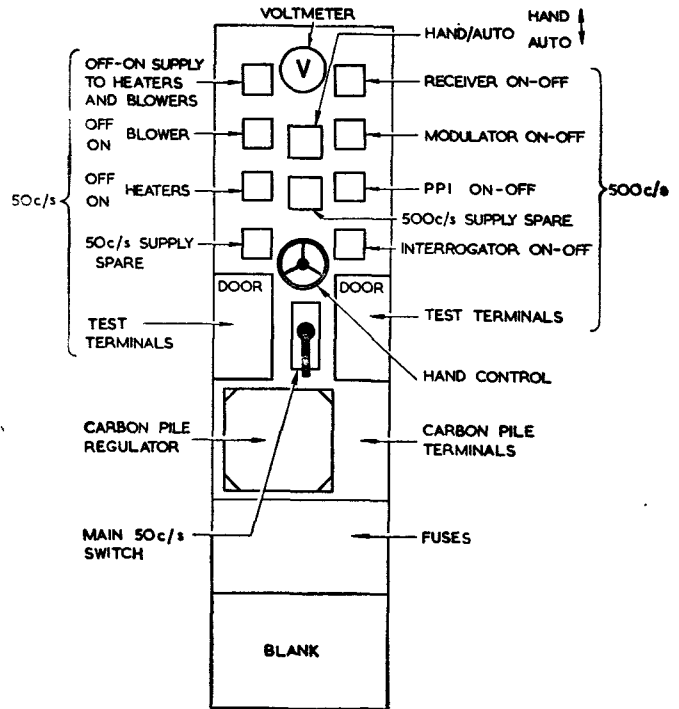 VOLTMETER
HAND/AUTO
HAND
AUTO
OFF-ON SUPPLY
TO HEATERS
AND BLOWERS
V
RECEIVER ON-OFF
OFF
ON
BLOWER
MODULATOR ON-OFF
OFF
ON
HEATERS
PPI ON-OFF
50c/s
500c/s
500c/s SUPPLY SPARE
50c/s SUPPLY
SPARE
INTERROGATOR ON-OFF
DOOR
DOOR
TEST
TERMINALS
TEST TERMINALS
HAND CONTROL
CARBON PILE
REGULATOR
CARBON PILE
TERMINALS
MAIN 50c/s
SWITCH
FUSES
BLANK